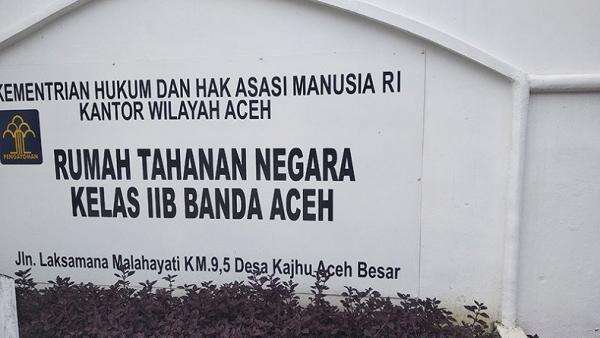 KEMENTRIAN HUKUM DAN HAK ASASI MANUSIA RI
KANTOR WILAYAH ACEH
PENGAYOMAN
RUMAH TAHANAN NEGARA
KELAS IIB BANDA ACEH
Jln. Laksamana Malahayati KM.9,5 Desa Kajhu Aceh Besar